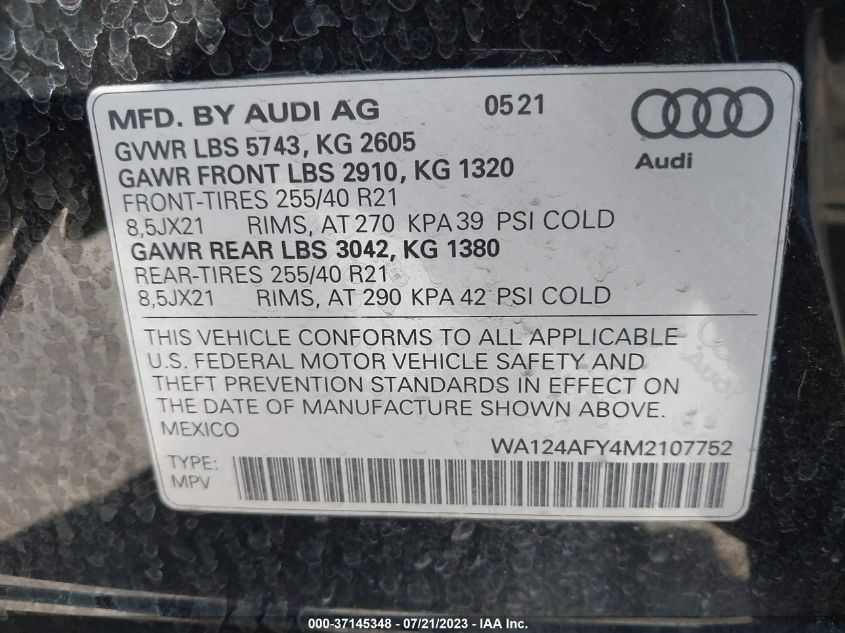 MFD. BY AUDI AG 05 21
Audi
GVWR LBS 5743, KG 2605
GAWR FRONT LBS 2910, KG 1320
FRONT-TIRES 255/40 R21
8,5JX21 RIMS, AT 270 KPA 39 PSI COLD
GAWR REAR LBS 3042, KG 1380
REAR-TIRES 255/40 R21
8,5JX21 RIMS, AT 290 KPA 42 PSI COLD
THIS VEHICLE CONFORMS TO ALL APPLICABLE
U.S. FEDERAL MOTOR VEHICLE SAFETY AND
THEFT PREVENTION STANDARDS IN EFFECT ON
THE DATE OF MANUFACTURE SHOWN ABOVE.
MEXICO
WA124AFY4M2107752
TYPE:
MPV
Audi
000-37145348 / 07/21/2023 - IAA Inc.